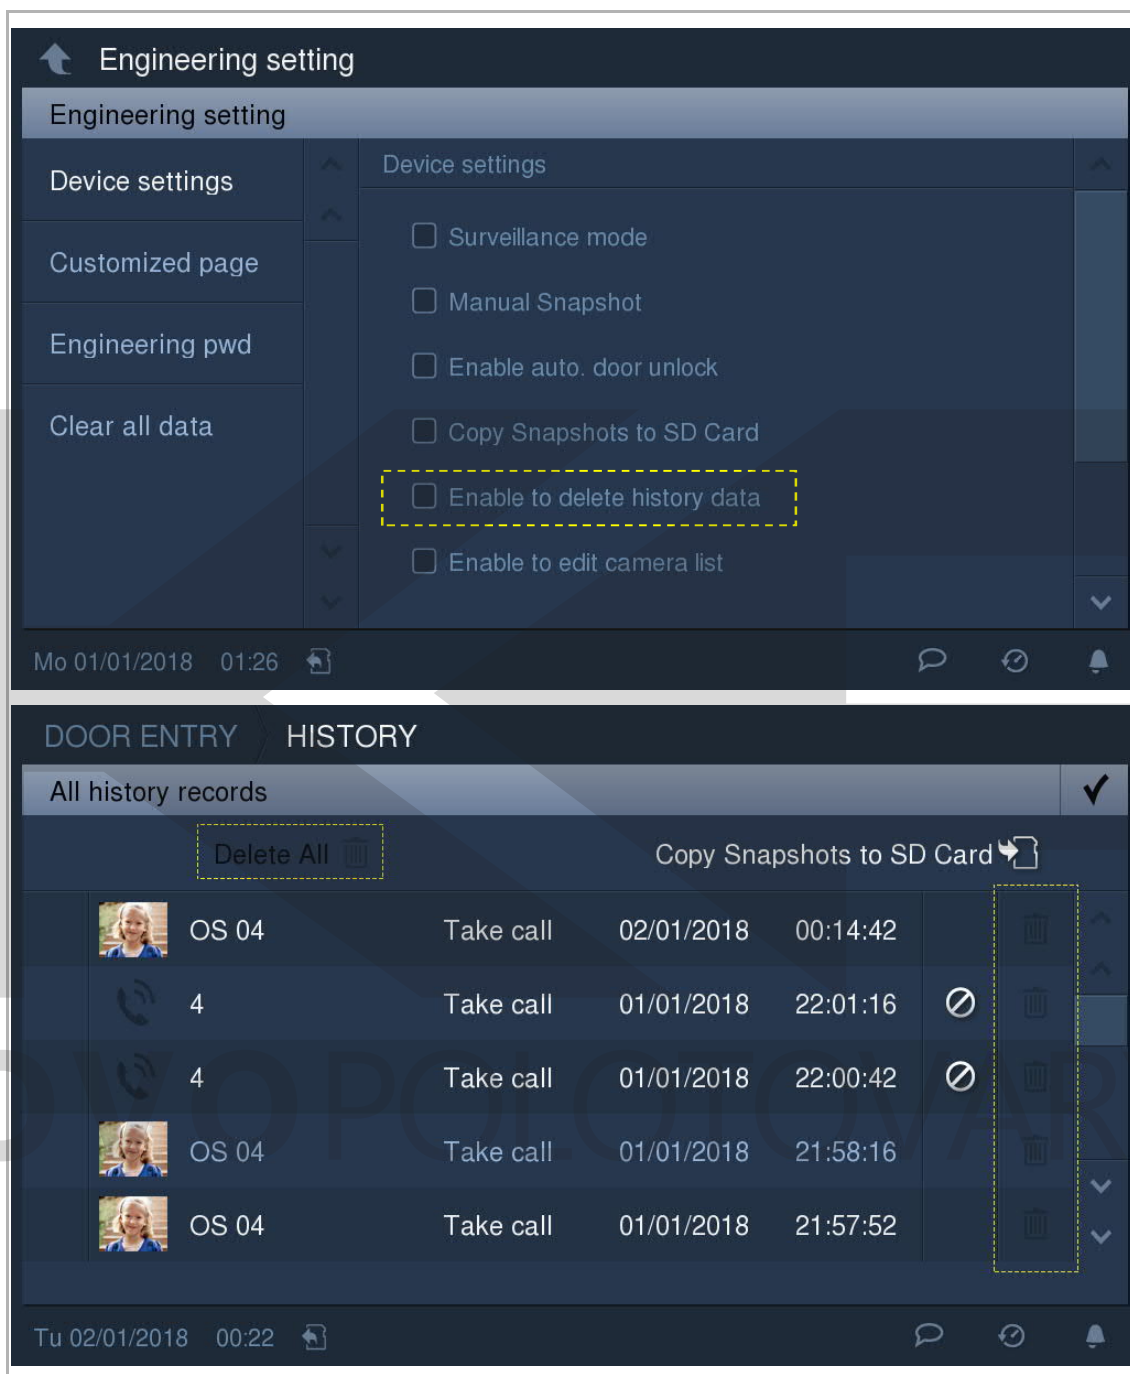 Engineering setting
Engineering setting
Device settings
Device settings
Surveillance mode
Customized page
Manual Snapshot
Engineering pwd
Enable auto. door unlock
Clear all data
Copy Snapshots to SD Card
Enable to delete history data
Enable to edit camera list
Mo 01/01/2018 01:26
DOOR ENTRY HISTORY
All history records
Delete All Copy Snapshots to SD Card
OS 04 Take call 02/01/2018 00:14:42
4 Take call 01/01/2018 22:01:16
4 Take call 01/01/2018 22:00:42
OS 04 Take call 01/01/2018 21:58:16
OS 04 Take call 01/01/2018 21:57:52
Tu 02/01/2018 00:22